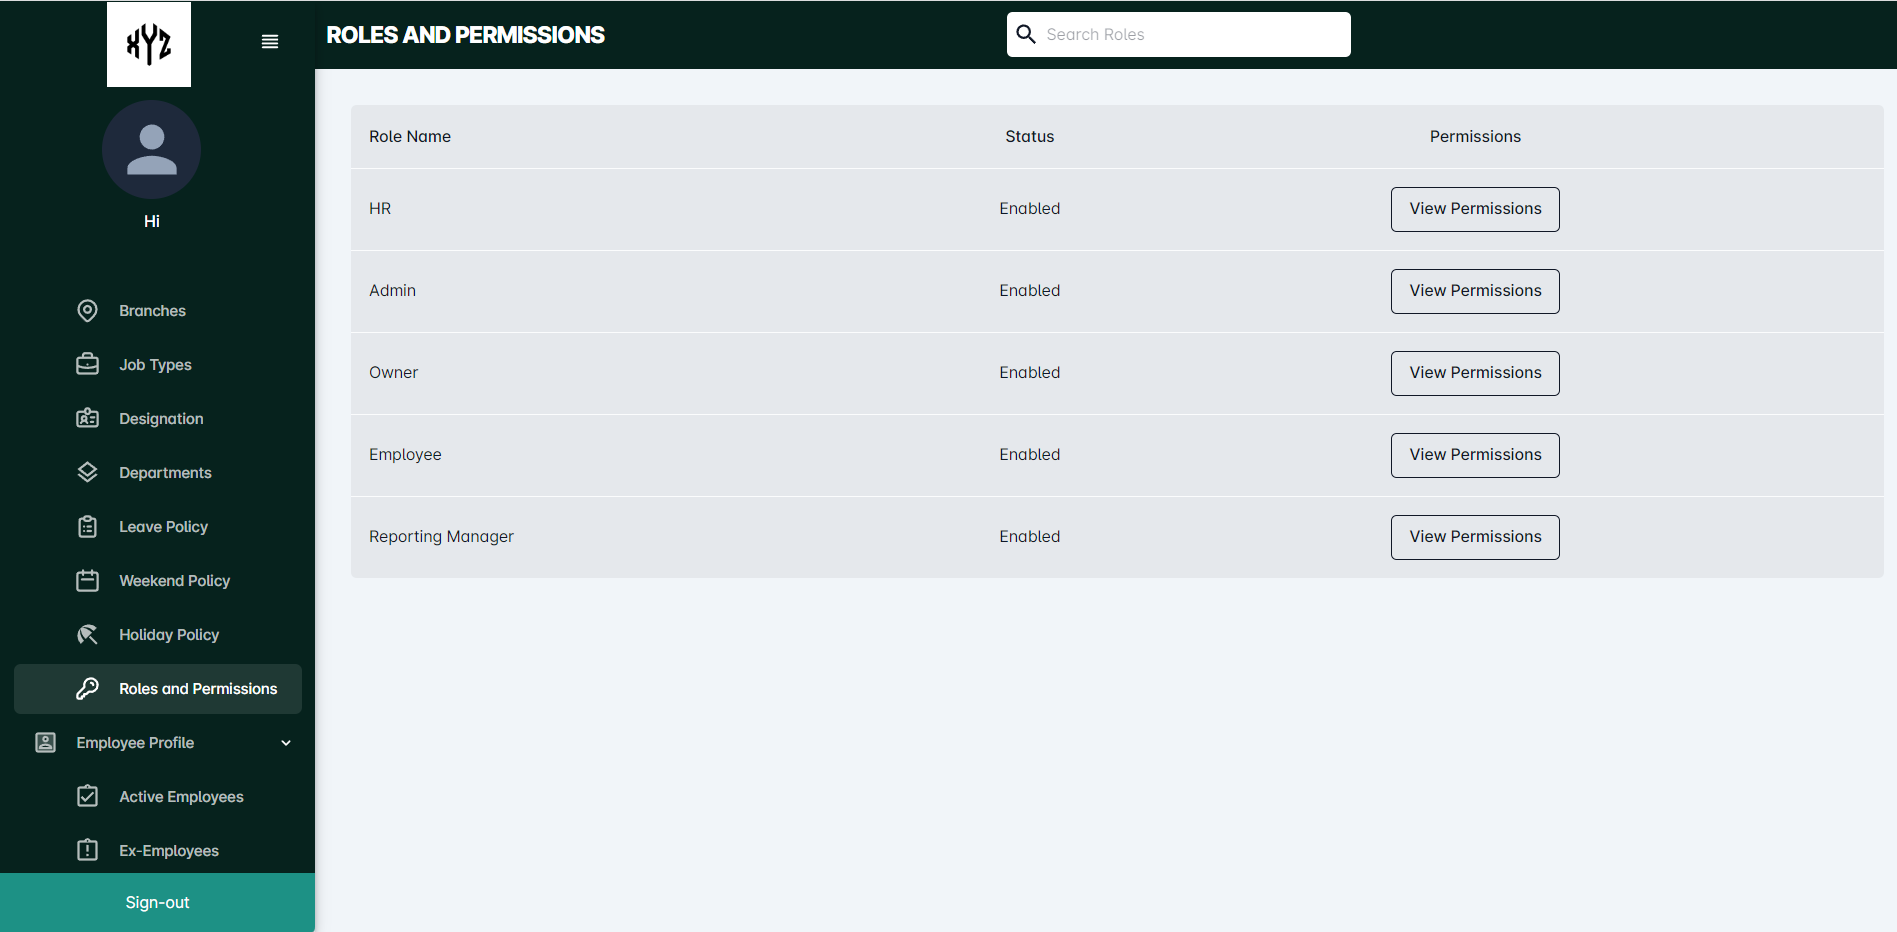 XYZ
ROLES AND PERMISSIONS
Search Roles
Hi
Branches
Job Types
Designation
Departments
Leave Policy
Weekend Policy
Holiday Policy
Roles and Permissions
Employee Profile
Active Employees
Ex-Employees
Sign-out
Role Name Status Permissions
HR Enabled View Permissions
Admin Enabled View Permissions
Owner Enabled View Permissions
Employee Enabled View Permissions
Reporting Manager Enabled View Permissions